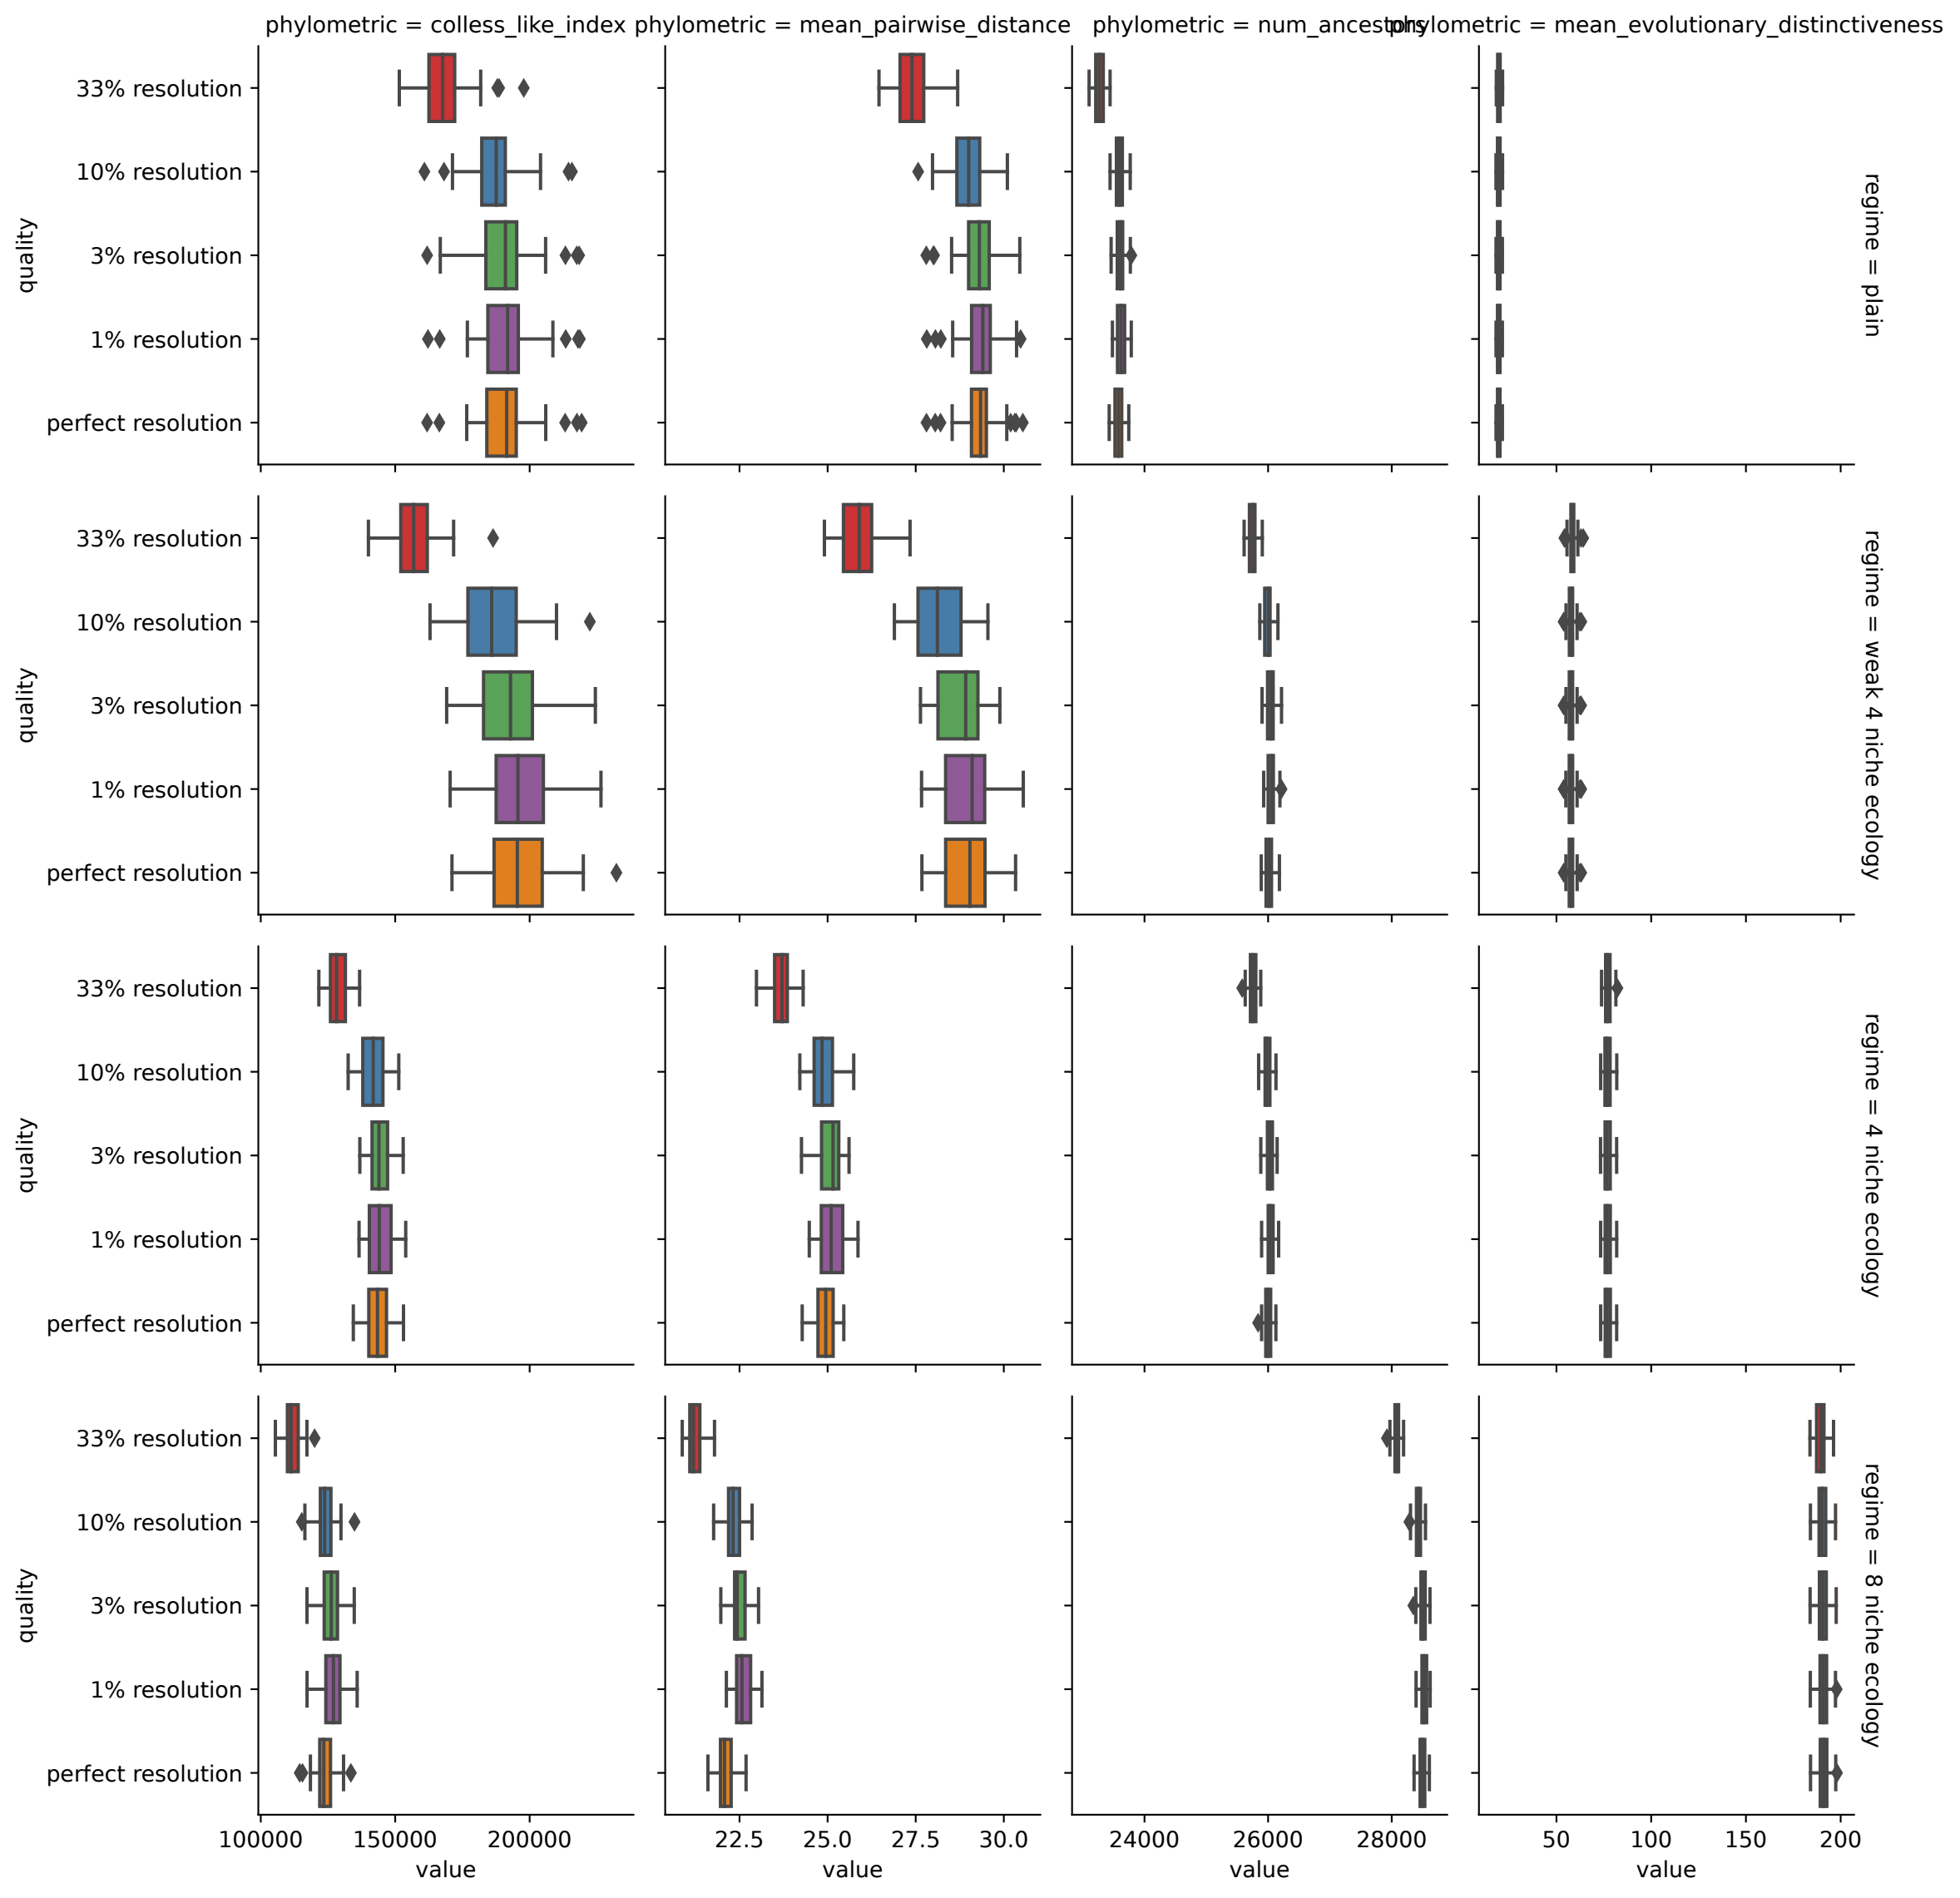 phylometric = colless_like_index
phylometric = mean_pairwise_distance
phylometric = num_ancestors
phylometric = mean_evolutionary_distinctiveness
quality
33% resolution
10% resolution
3% resolution
1% resolution
perfect resolution
regime = plain
quality
33% resolution
10% resolution
3% resolution
1% resolution
perfect resolution
regime = weak 4 niche ecology
quality
33% resolution
10% resolution
3% resolution
1% resolution
perfect resolution
regime = 4 niche ecology
quality
33% resolution
10% resolution
3% resolution
1% resolution
perfect resolution
regime = 8 niche ecology
100000 150000 200000
22.5 25.0 27.5 30.0
24000 26000 28000
50 100 150 200
value
value
value
value